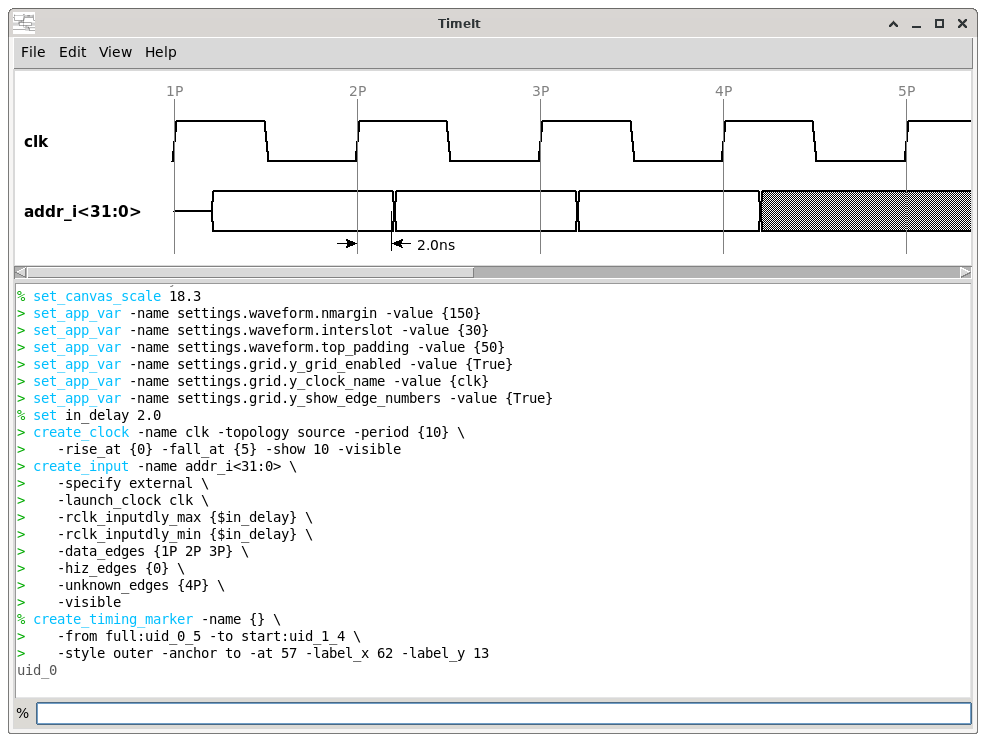 TimeIt
File Edit View Help
1P 2P 3P 4P 5P
clk
addr_i<31:0>
2.0ns
% set_canvas_scale 18.3
> set_app_var -name settings.waveform.nmargin -value {150}
> set_app_var -name settings.waveform.interslot -value {30}
> set_app_var -name settings.waveform.top_padding -value {50}
> set_app_var -name settings.grid.y_grid_enabled -value {True}
> set_app_var -name settings.grid.y_clock_name -value {clk}
> set_app_var -name settings.grid.y_show_edge_numbers -value {True}
% set in_delay 2.0
> create_clock -name clk -topology source -period {10} \
>    -rise_at {0} -fall_at {5} -show 10 -visible
> create_input -name addr_i<31:0> \
>    -specify external \
>    -launch_clock clk \
>    -rclk_inputdly_max {$in_delay} \
>    -rclk_inputdly_min {$in_delay} \
>    -data_edges {1P 2P 3P} \
>    -hiz_edges {0} \
>    -unknown_edges {4P} \
>    -visible
% create_timing_marker -name {} \
>    -from full:uid_0_5 -to start:uid_1_4 \
>    -style outer -anchor to -at 57 -label_x 62 -label_y 13
uid_0
%